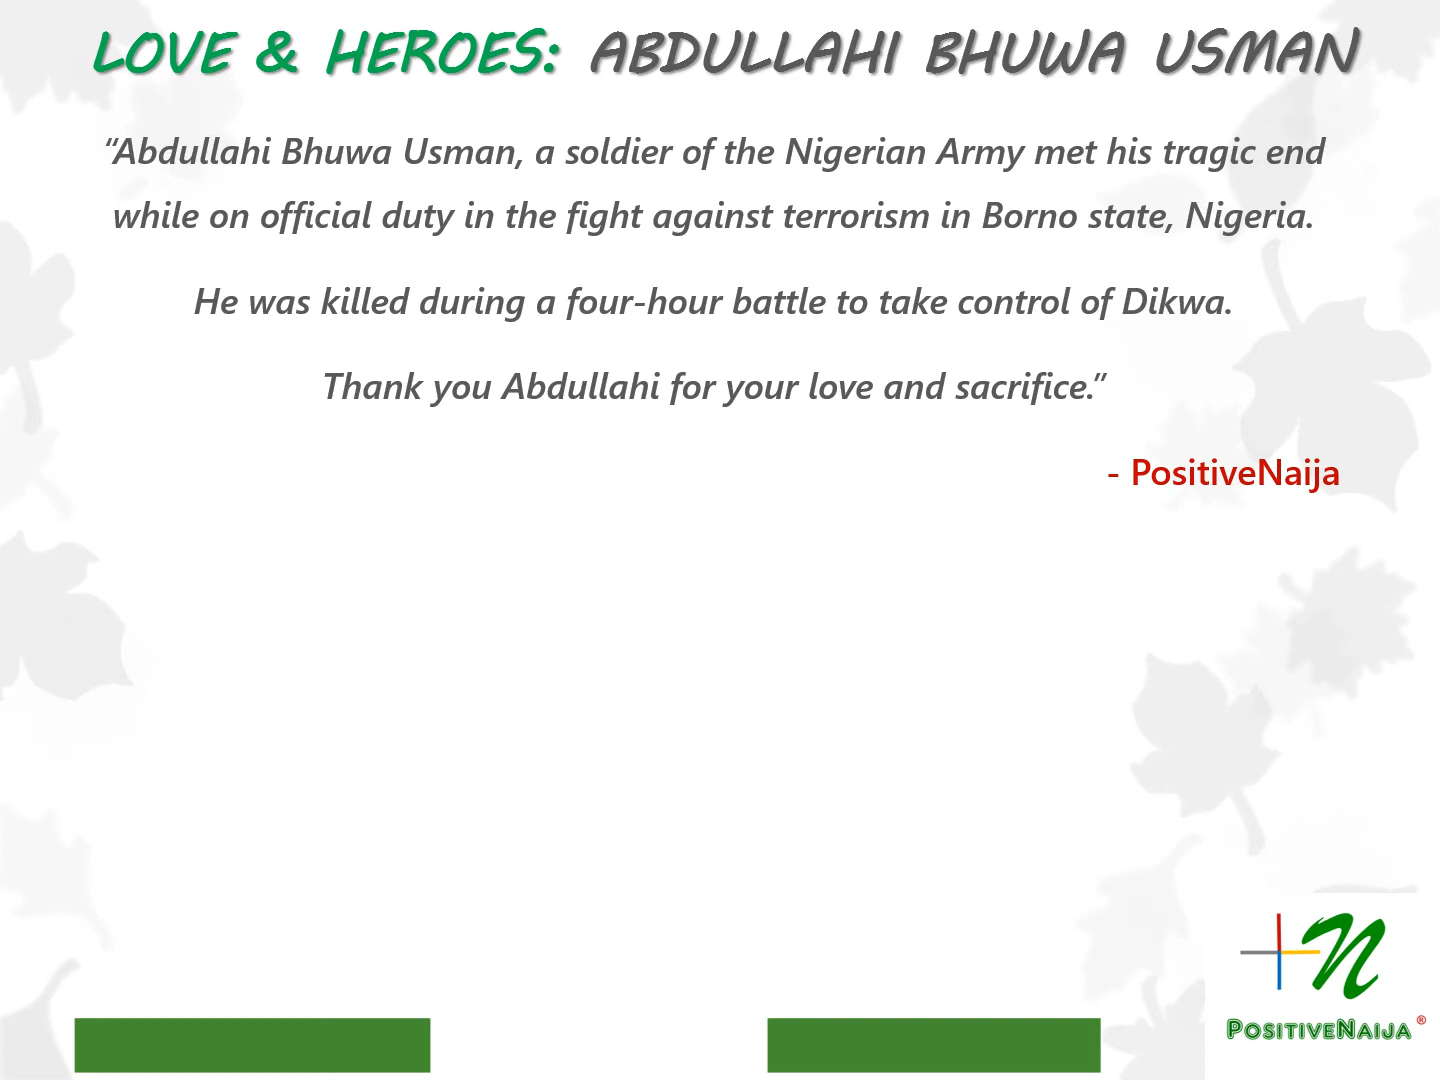 LOVE & HEROES: ABDULLAHI BHUWA USMAN
“Abdullahi Bhuwa Usman, a soldier of the Nigerian Army met his tragic end
while on official duty in the fight against terrorism in Borno state, Nigeria.
He was killed during a four-hour battle to take control of Dikwa.
Thank you Abdullahi for your love and sacrifice.”
- PositiveNaija
+N
PositiveNaija®